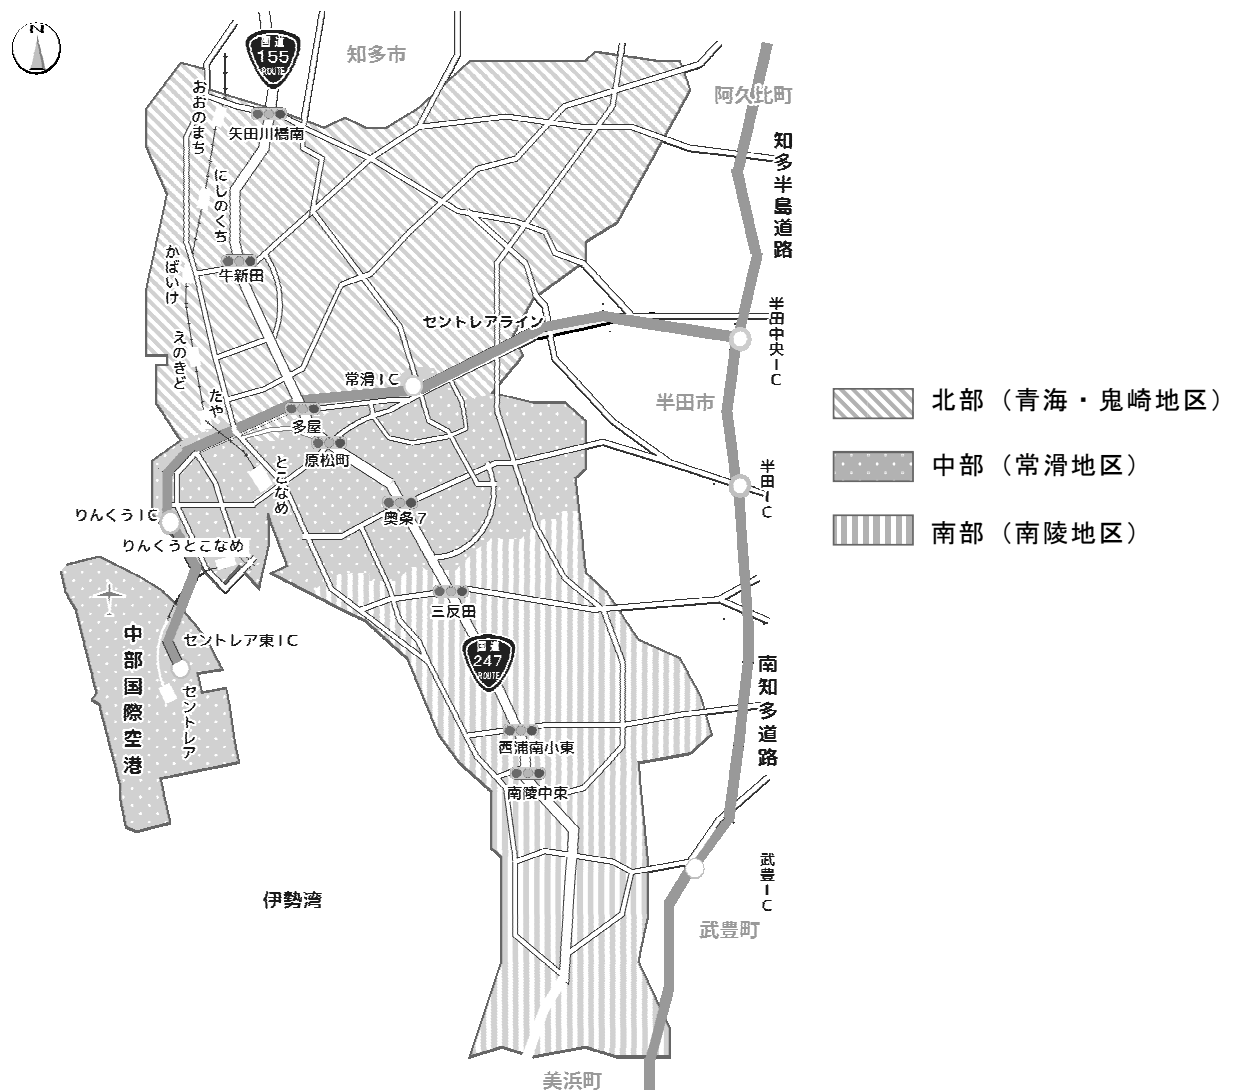 N
国道
155
ROUTE
知多市
阿久比町
おおのまち
矢田川橋南
知多半島道路
にしのくち
かばいけ
牛新田
セントレアライン
半田中央IC
えのきど
常滑IC
たや
半田市
北部（青海・鬼崎地区）
多屋
原松町
とこなめ
中部（常滑地区）
半田IC
奥条7
りんくうIC
りんくうとこなめ
南部（南陵地区）
三反田
中部国際空港
セントレア東IC
国道
247
ROUTE
南知多道路
セントレア
西浦南小東
南陵中東
武豊IC
伊勢湾
武豊町
美浜町